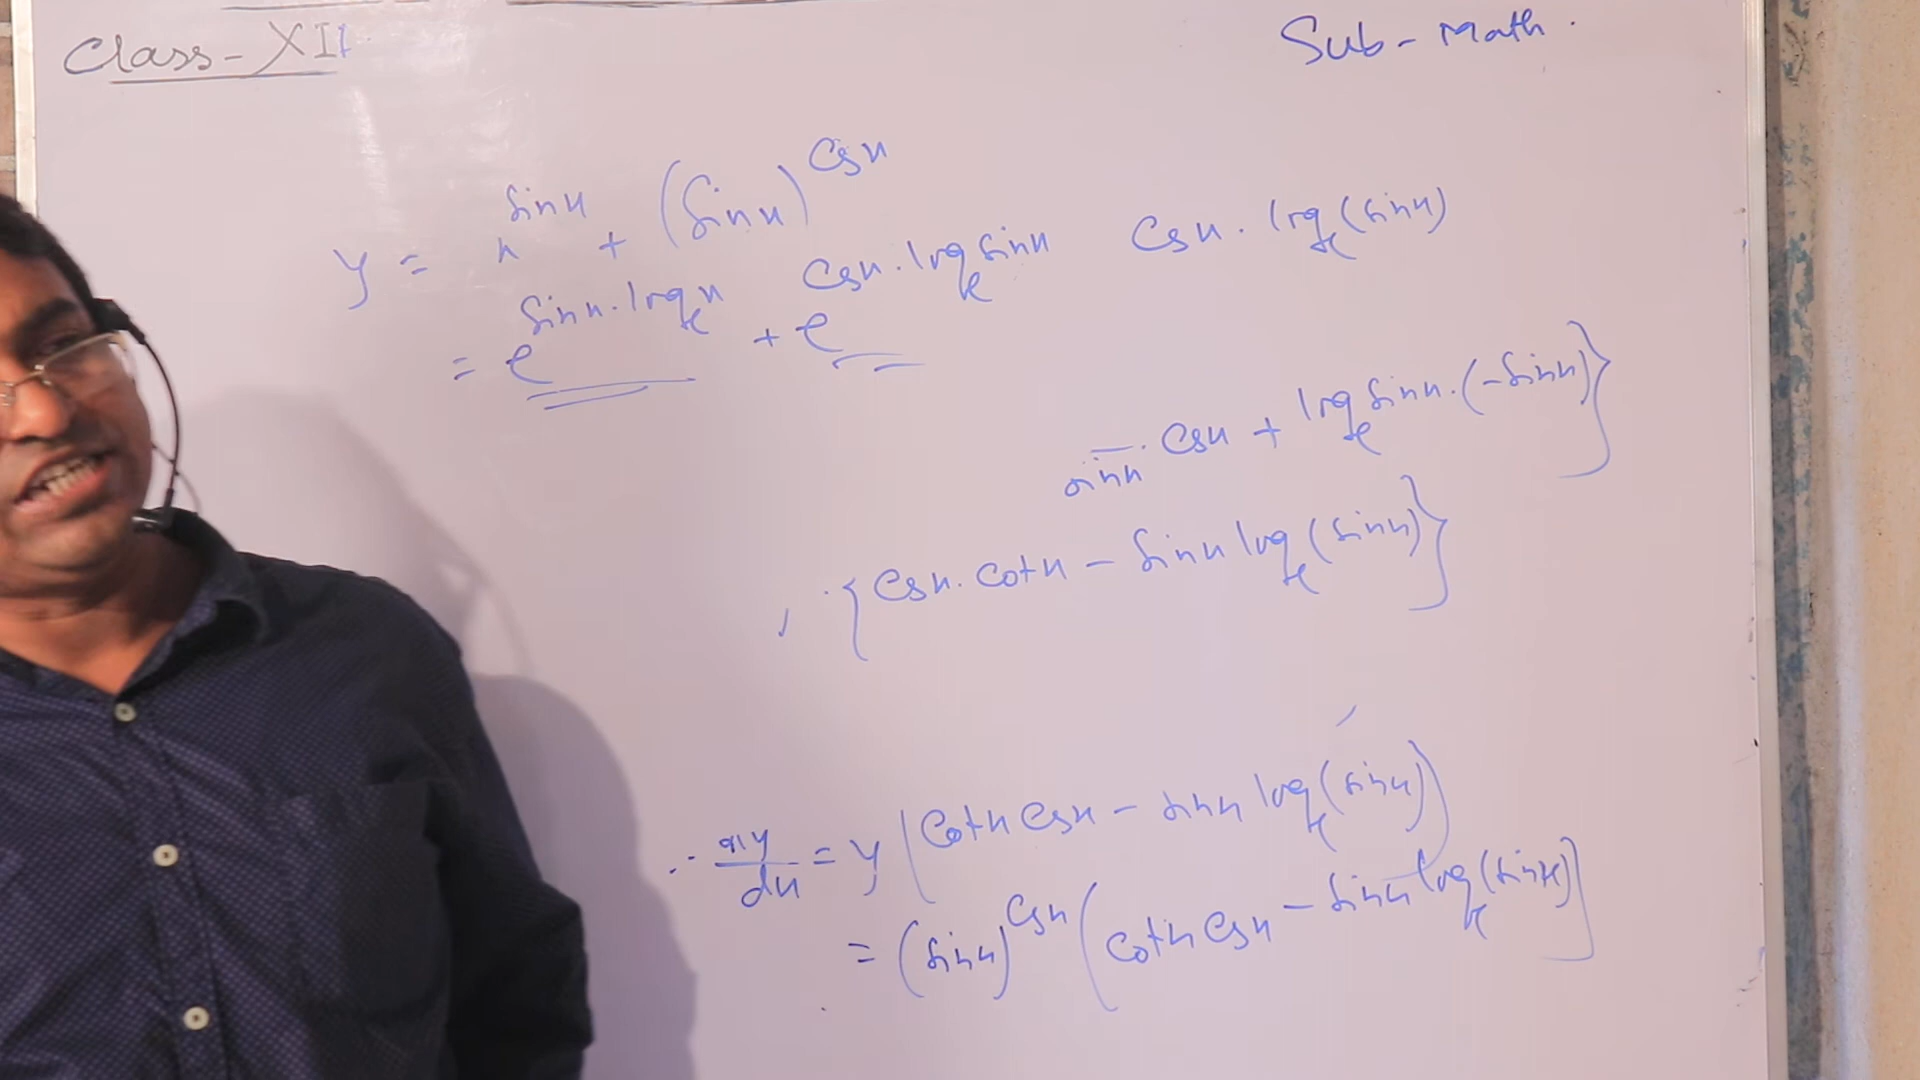 Class-XII
Sub-Math.
y = x^sinx + (sinx)^Cosx
= e^sinx.log_e x + e^Cosx.log_e sinx
Cosx. log_e(sinx)
sinx . Cosx + log_e sinx.(-sinx)}
{Cosx. cotx - sinx log_e(sinx)}
∴ dy/dx = y (Cotx Cosx - sinx log_e(sinx))
= (sinx)^Cosx (Cotx Cosx - sinx log_e(sinx)]